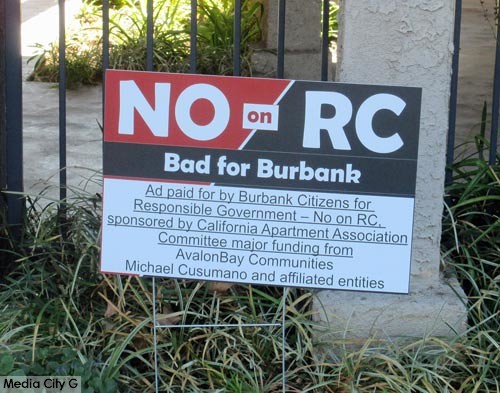 NO on RC
Bad for Burbank
Ad paid for by Burbank Citizens for
Responsible Government – No on RC,
sponsored by California Apartment Association
Committee major funding from
AvalonBay Communities
Michael Cusumano and affiliated entities
Media City G